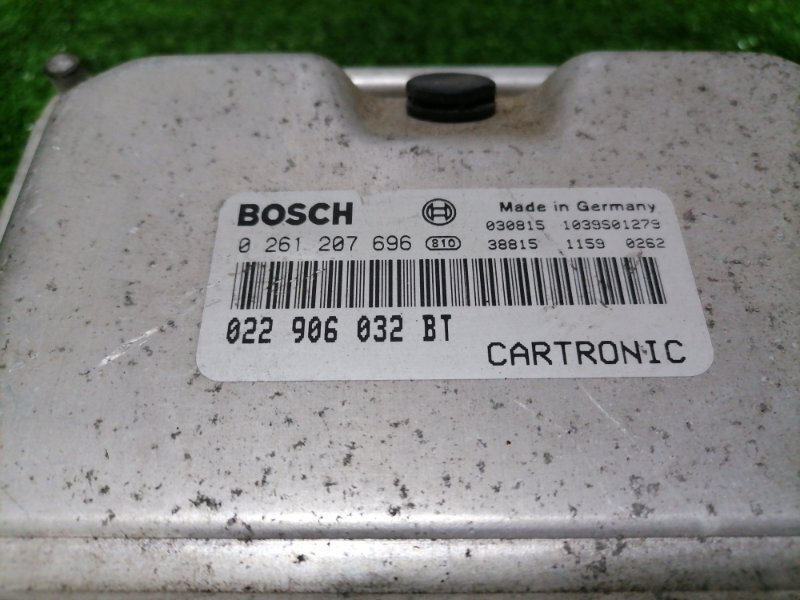 BOSCH Made in Germany
030815 1039S01279
0 261 207 696 810 38815 1159 0262
022 906 032 BT
CARTRONIC